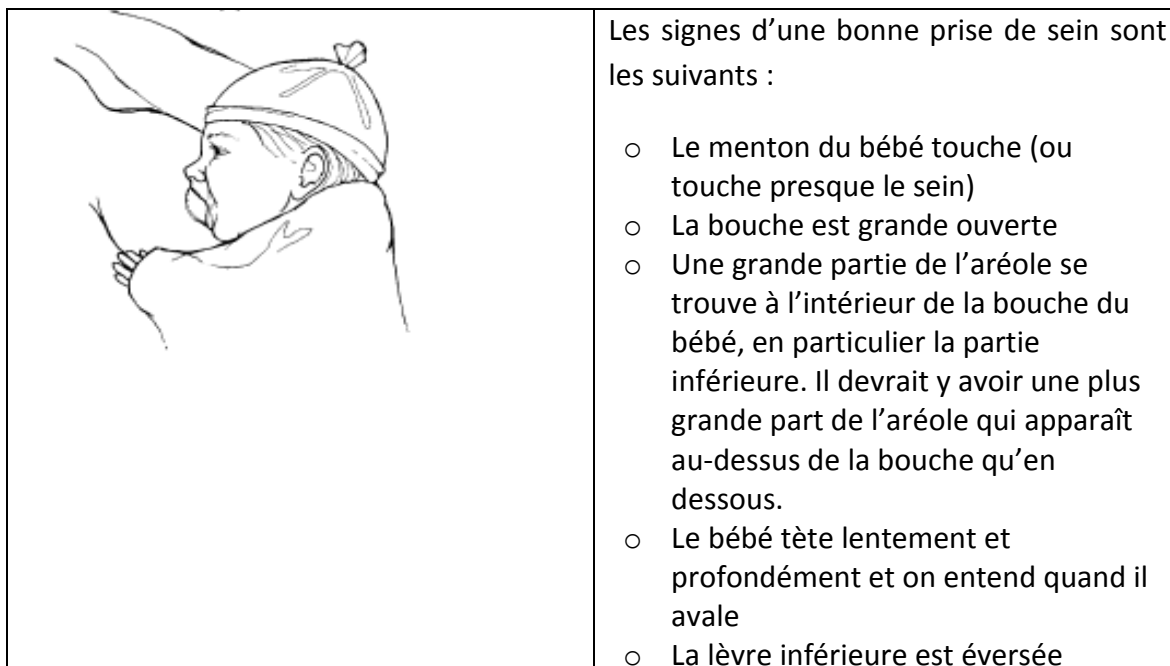 Les signes d’une bonne prise de sein sont
les suivants :
o Le menton du bébé touche (ou
touche presque le sein)
o La bouche est grande ouverte
o Une grande partie de l’aréole se
trouve à l’intérieur de la bouche du
bébé, en particulier la partie
inférieure. Il devrait y avoir une plus
grande part de l’aréole qui apparaît
au-dessus de la bouche qu’en
dessous.
o Le bébé tète lentement et
profondément et on entend quand il
avale
o La lèvre inférieure est éversée